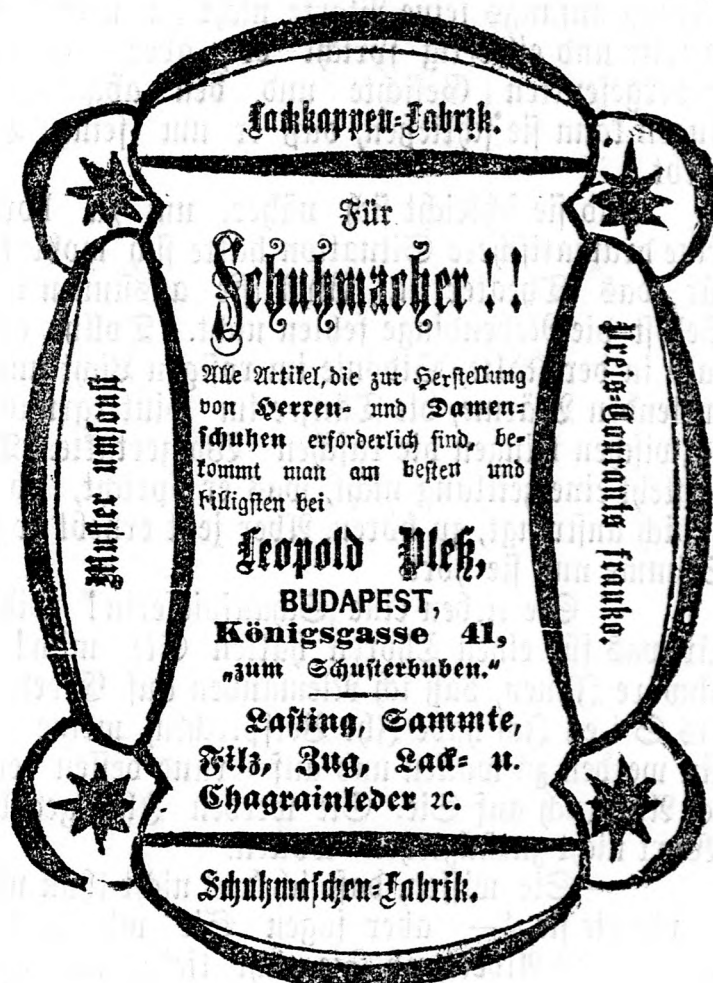 Lackkappen-Fabrik.
Für
Schuhmacher!!
Alle Artikel, die zur Herstellung
von Herren- und Damen-
schuhen erforderlich sind, be-
kommt man am besten und
billigsten bei
Leopold Pleß,
BUDAPEST,
Königsgasse 41,
„zum Schusterbuben."
Lasting, Sammte,
Filz, Zug, Lack- u.
Chagrainleder ꝛc.
Schuhmaschen-Fabrik.
Muster umsonst
Preis-Courants franko.